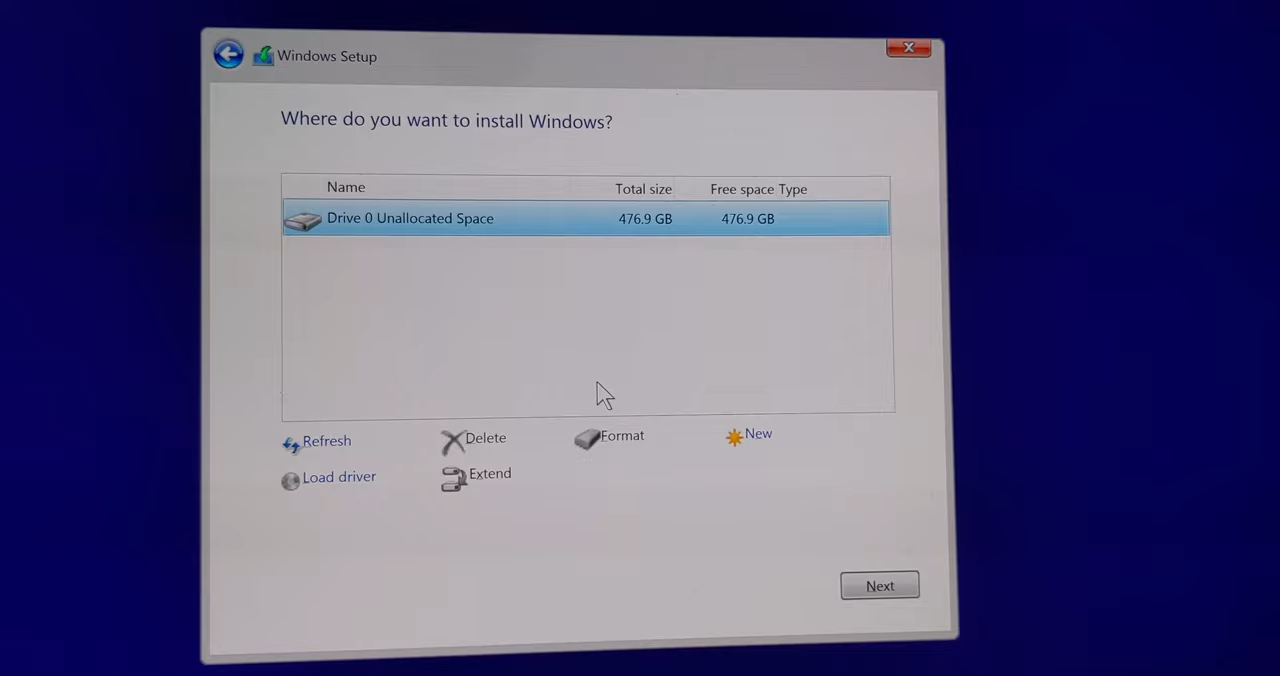 Windows Setup
Where do you want to install Windows?
Name Total size Free space Type
Drive 0 Unallocated Space 476.9 GB 476.9 GB
Refresh Delete Format New
Load driver Extend
Next